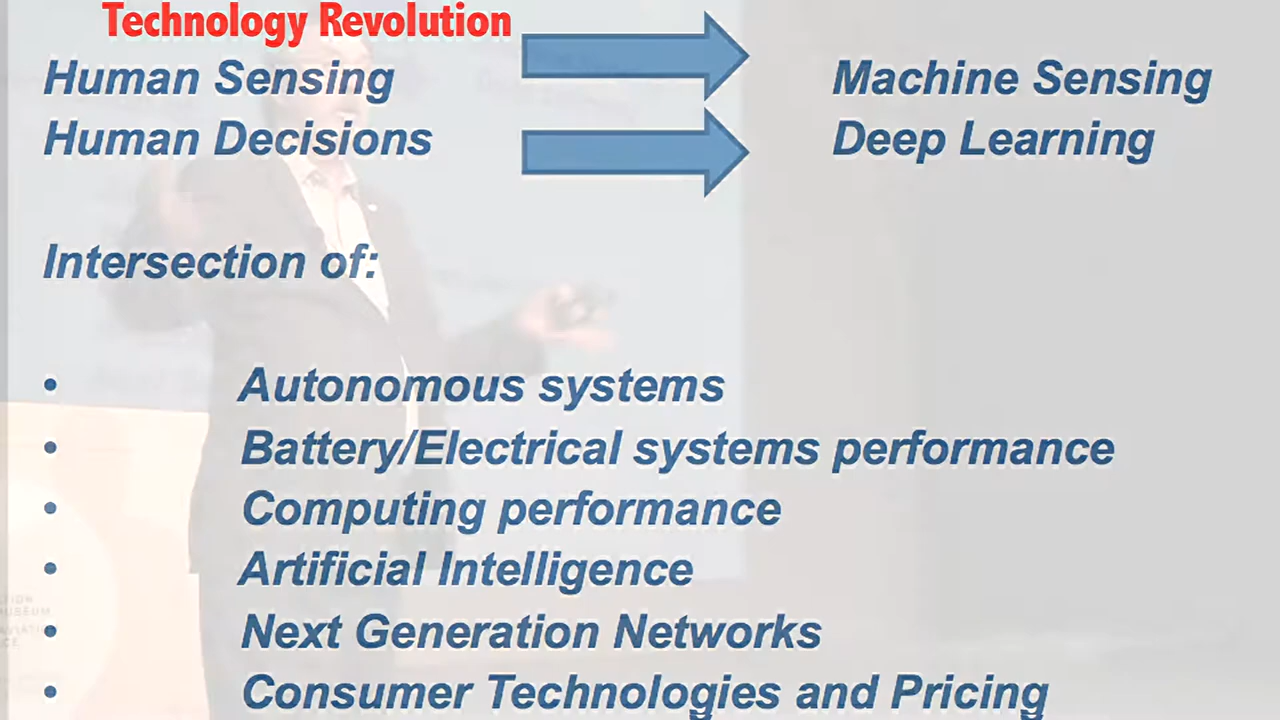 Technology Revolution
Human Sensing Machine Sensing
Human Decisions Deep Learning
Intersection of:
• Autonomous systems
• Battery/Electrical systems performance
• Computing performance
• Artificial Intelligence
• Next Generation Networks
• Consumer Technologies and Pricing
MUSEUM